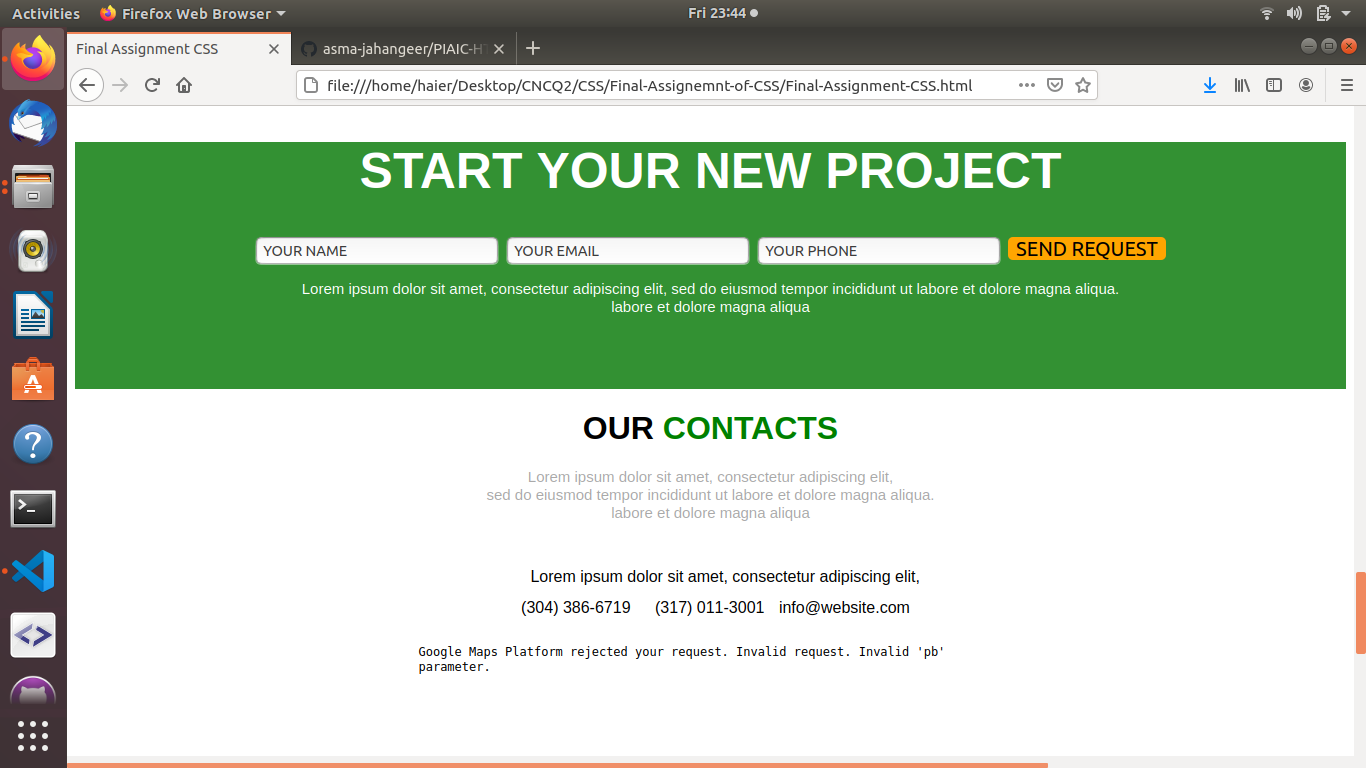 Activities
Firefox Web Browser
Fri 23:44
Final Assignment CSS
asma-jahangeer/PIAIC-HT
file:///home/haier/Desktop/CNCQ2/CSS/Final-Assignemnt-of-CSS/Final-Assignment-CSS.html
START YOUR NEW PROJECT
YOUR NAME
YOUR EMAIL
YOUR PHONE
SEND REQUEST
Lorem ipsum dolor sit amet, consectetur adipiscing elit, sed do eiusmod tempor incididunt ut labore et dolore magna aliqua.
labore et dolore magna aliqua
OUR CONTACTS
Lorem ipsum dolor sit amet, consectetur adipiscing elit,
sed do eiusmod tempor incididunt ut labore et dolore magna aliqua.
labore et dolore magna aliqua
Lorem ipsum dolor sit amet, consectetur adipiscing elit,
(304) 386-6719 (317) 011-3001 info@website.com
Google Maps Platform rejected your request. Invalid request. Invalid 'pb'
parameter.